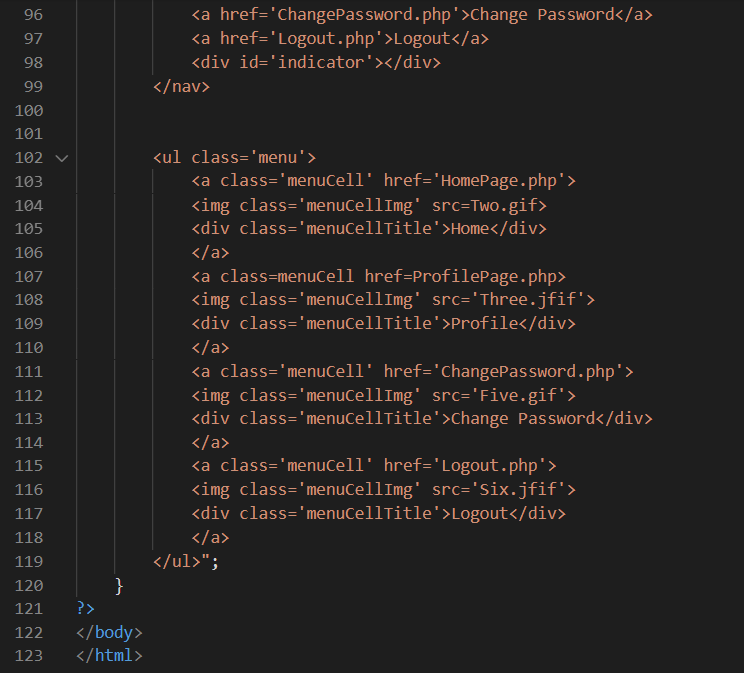 96 <a href='ChangePassword.php'>Change Password</a>
97 <a href='Logout.php'>Logout</a>
98 <div id='indicator'></div>
99 </nav>
100
101
102 <ul class='menu'>
103 <a class='menuCell' href='HomePage.php'>
104 <img class='menuCellImg' src=Two.gif>
105 <div class='menuCellTitle'>Home</div>
106 </a>
107 <a class=menuCell href=ProfilePage.php>
108 <img class='menuCellImg' src='Three.jfif'>
109 <div class='menuCellTitle'>Profile</div>
110 </a>
111 <a class='menuCell' href='ChangePassword.php'>
112 <img class='menuCellImg' src='Five.gif'>
113 <div class='menuCellTitle'>Change Password</div>
114 </a>
115 <a class='menuCell' href='Logout.php'>
116 <img class='menuCellImg' src='Six.jfif'>
117 <div class='menuCellTitle'>Logout</div>
118 </a>
119 </ul>";
120 }
121 ?>
122 </body>
123 </html>